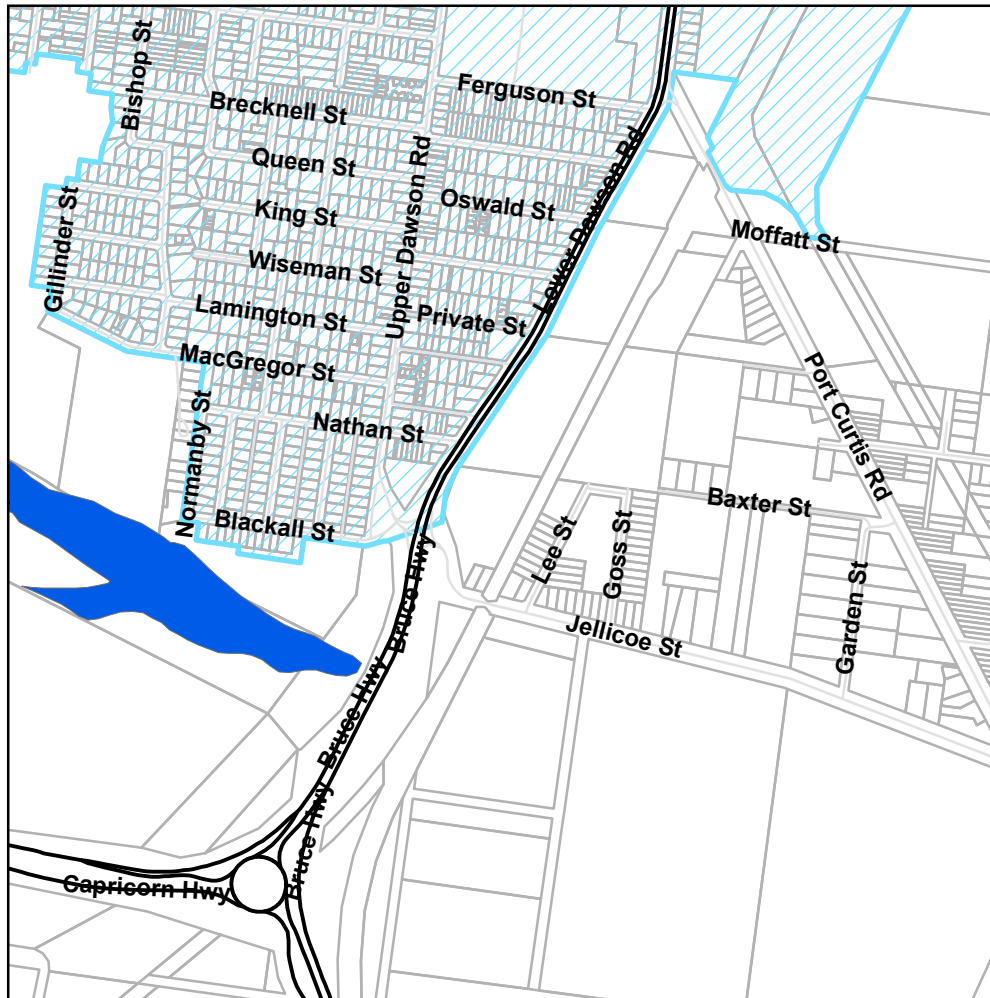 Bishop St
Ferguson St
Brecknell St
Queen St
Upper Dawson Rd
Lower Dawson Rd
Oswald St
King St
Gillinder St
Moffatt St
Wiseman St
Lamington St
Private St
MacGregor St
Port Curtis Rd
Nathan St
Normanby St
Baxter St
Blackall St
Lee St
Goss St
Bruce Hwy
Garden St
Jellicoe St
Bruce Hwy
Bruce Hwy
Capricorn Hwy